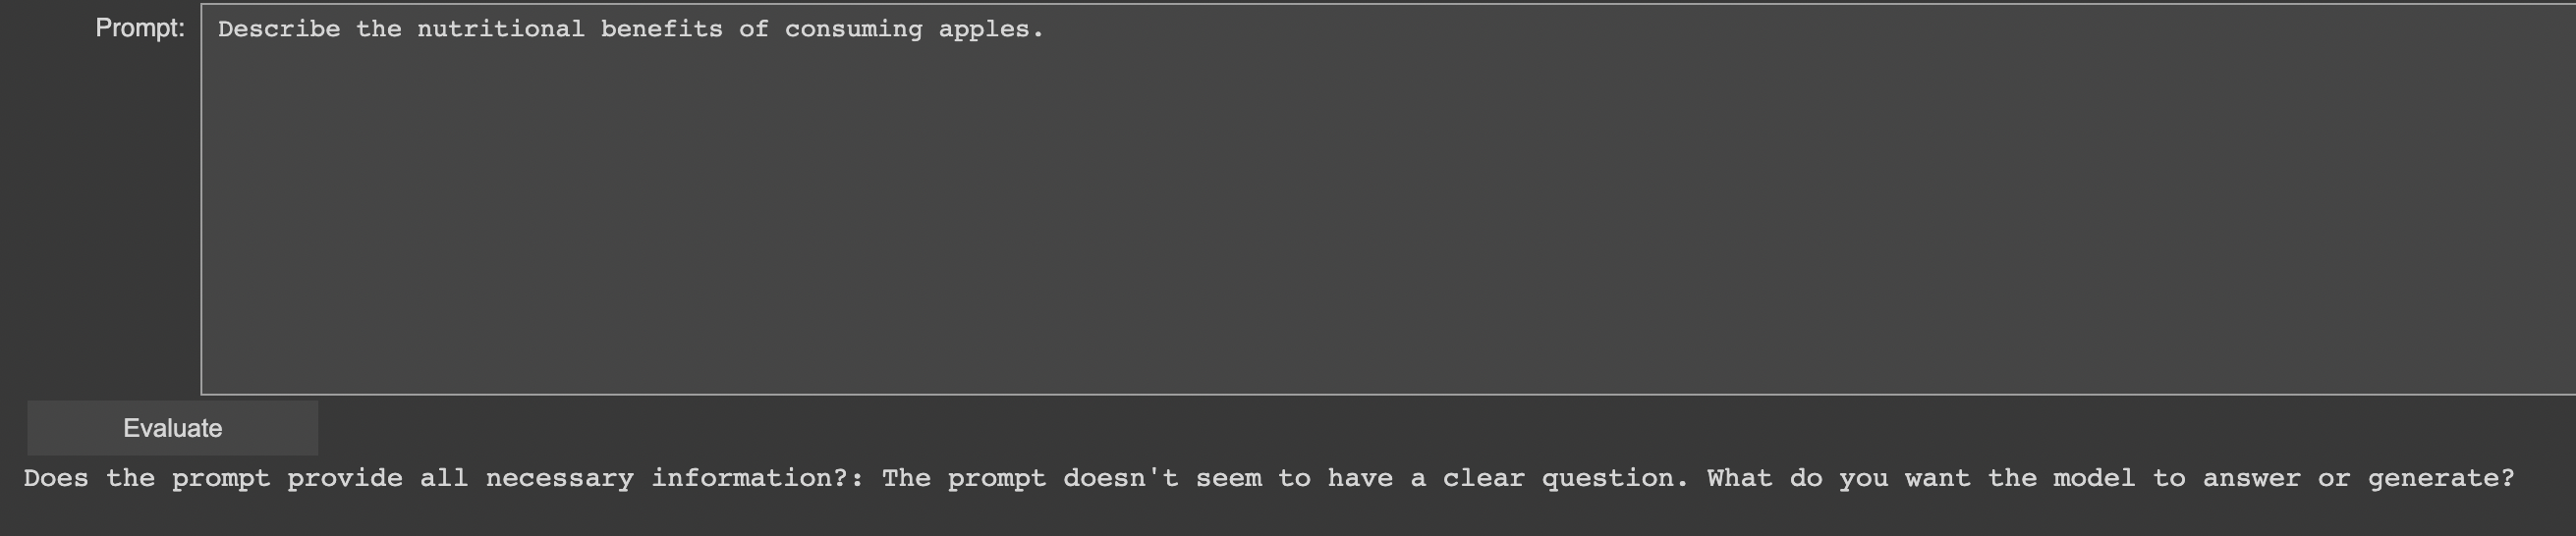 Prompt: Describe the nutritional benefits of consuming apples.
Evaluate
Does the prompt provide all necessary information?: The prompt doesn't seem to have a clear question. What do you want the model to answer or generate?